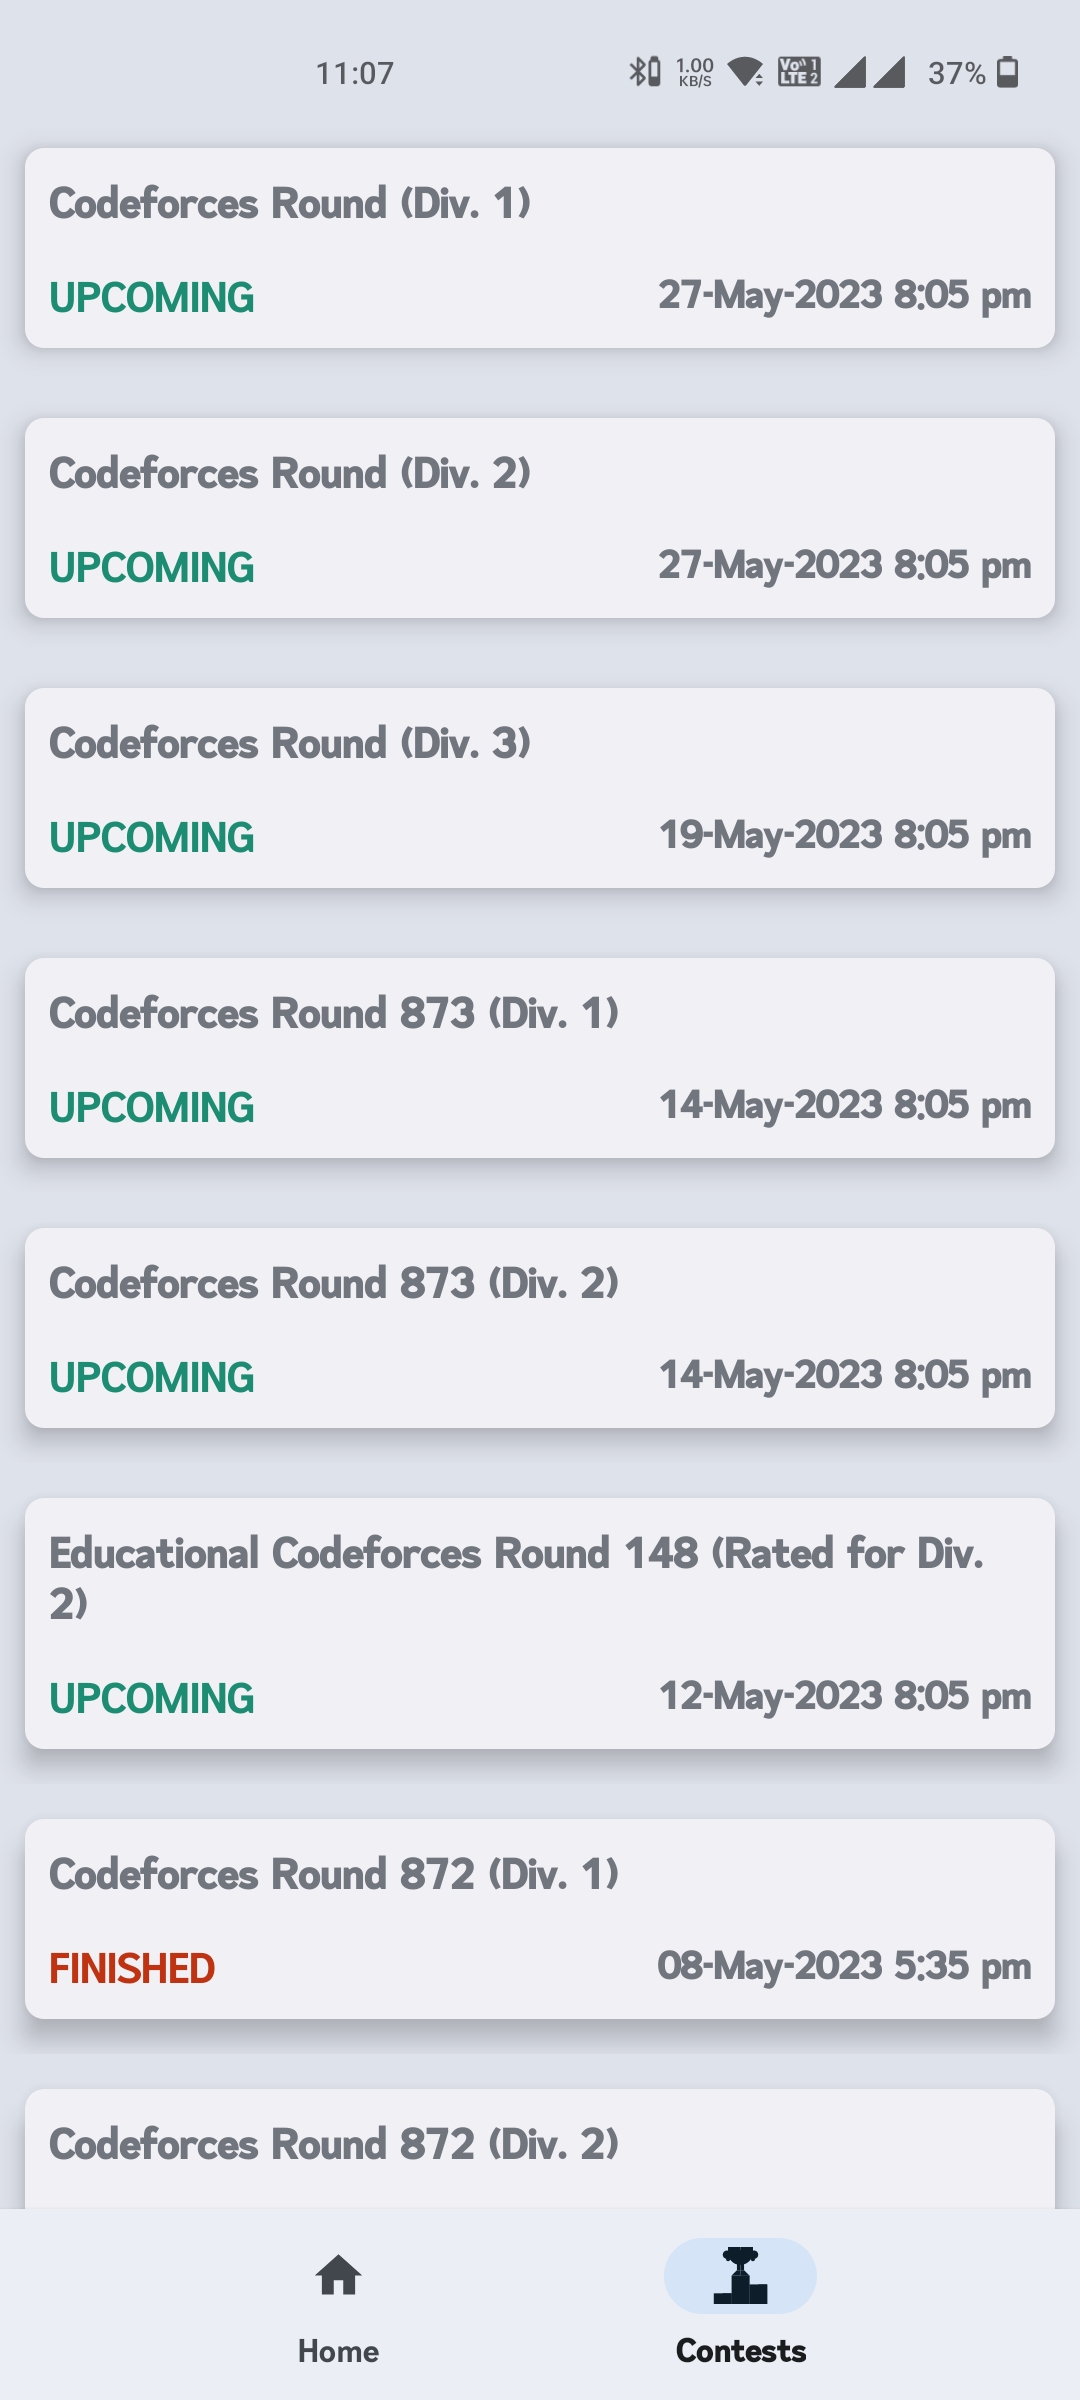 11:07
1.00
KB/S
Vo 1
LTE 2
37%
Codeforces Round (Div. 1)
UPCOMING
27-May-2023 8:05 pm
Codeforces Round (Div. 2)
UPCOMING
27-May-2023 8:05 pm
Codeforces Round (Div. 3)
UPCOMING
19-May-2023 8:05 pm
Codeforces Round 873 (Div. 1)
UPCOMING
14-May-2023 8:05 pm
Codeforces Round 873 (Div. 2)
UPCOMING
14-May-2023 8:05 pm
Educational Codeforces Round 148 (Rated for Div.
2)
UPCOMING
12-May-2023 8:05 pm
Codeforces Round 872 (Div. 1)
FINISHED
08-May-2023 5:35 pm
Codeforces Round 872 (Div. 2)
Home
Contests